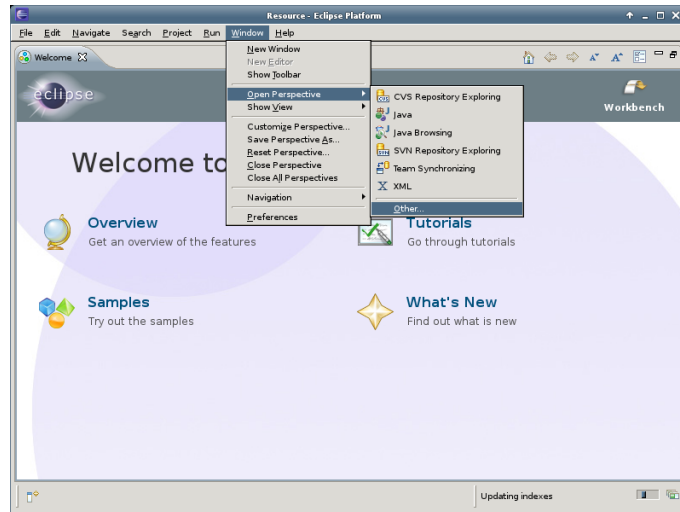 Resource - Eclipse Platform
File Edit Navigate Search Project Run Window Help
Welcome
New Window
New Editor
Show Toolbar
Open Perspective
Show View
Customize Perspective...
Save Perspective As...
Reset Perspective...
Close Perspective
Close All Perspectives
Navigation
Preferences
CVS Repository Exploring
Java
Java Browsing
SVN Repository Exploring
Team Synchronizing
XML
Other...
eclipse
Workbench
Welcome to
Overview
Get an overview of the features
Tutorials
Go through tutorials
Samples
Try out the samples
What's New
Find out what is new
Updating indexes